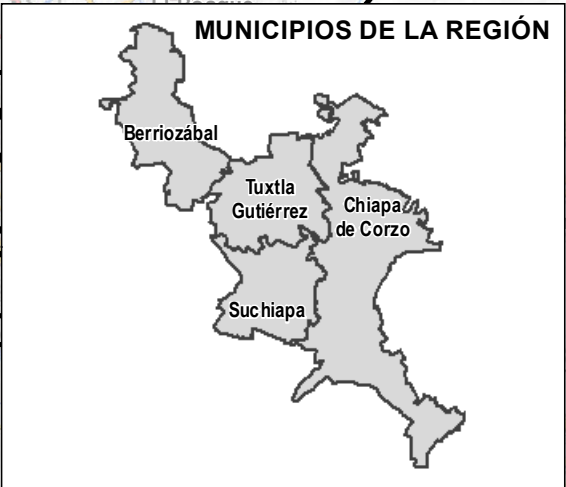 MUNICIPIOS DE LA REGIÓN
Berriozábal
Tuxtla
Gutiérrez
Chiapa
de Corzo
Suchiapa